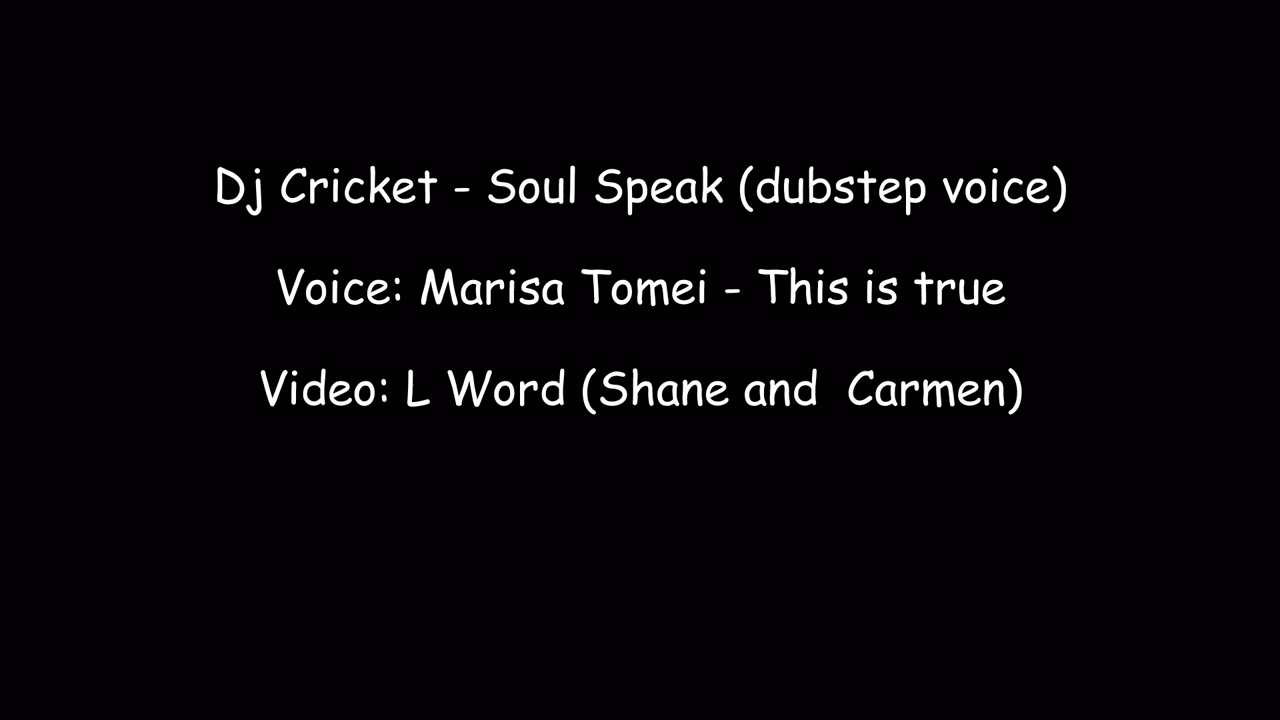 Dj Cricket - Soul Speak (dubstep voice)
Voice: Marisa Tomei - This is true
Video: L Word (Shane and  Carmen)